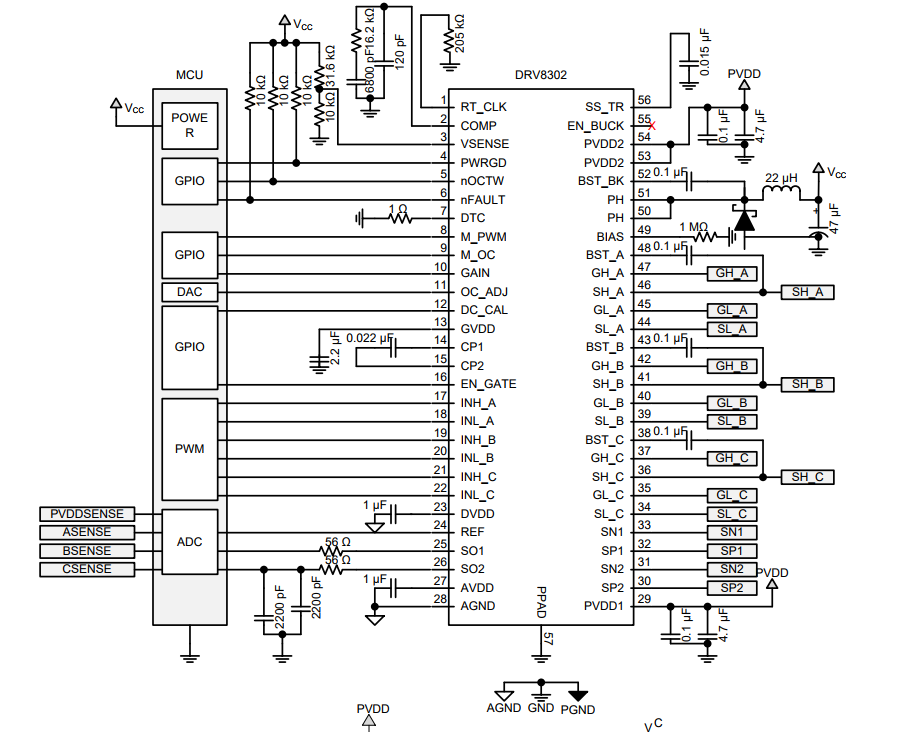 Vcc
6800 pF
16.2 kΩ
120 pF
205 kΩ
0.015 µF
MCU
10 kΩ
10 kΩ
10 kΩ
31.6 kΩ
10 kΩ
DRV8302
PVDD
Vcc
POWE
R
0.1 µF
4.7 µF
1 RT_CLK SS_TR 56
2 COMP EN_BUCK 55 X
3 VSENSE PVDD2 54
4 PWRGD PVDD2 53
GPIO
5 nOCTW BST_BK 52 0.1 µF
22 µH
Vcc
6 nFAULT PH 51
1 Ω
7 DTC PH 50
+
47 µF
8 M_PWM BIAS 49 1 MΩ
GPIO
9 M_OC BST_A 48 0.1 µF
10 GAIN GH_A 47 GH_A
DAC
11 OC_ADJ SH_A 46 SH_A
12 DC_CAL GL_A 45 GL_A
13 GVDD SL_A 44 SL_A
2.2 µF
0.022 µF
GPIO
14 CP1 BST_B 43 0.1 µF
15 CP2 GH_B 42 GH_B
16 EN_GATE SH_B 41 SH_B
17 INH_A GL_B 40 GL_B
18 INL_A SL_B 39 SL_B
19 INH_B BST_C 38 0.1 µF
PWM
20 INL_B GH_C 37 GH_C
21 INH_C SH_C 36 SH_C
22 INL_C GL_C 35 GL_C
PVDDSENSE
1 µF
23 DVDD SL_C 34 SL_C
ASENSE
ADC
24 REF SN1 33 SN1
BSENSE
56 Ω
25 SO1 SP1 32 SP1
CSENSE
56 Ω
26 SO2 SN2 31 SN2
PVDD
2200 pF
2200 pF
1 µF
27 AVDD SP2 30 SP2
28 AGND PVDD1 29
PPAD
57
0.1 µF
4.7 µF
AGND GND PGND
PVDD
VC